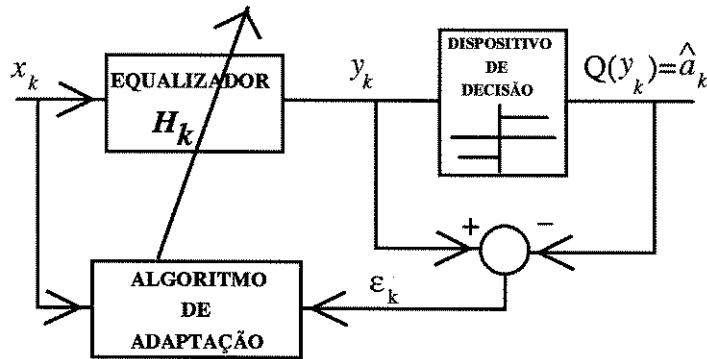 x_k
EQUALIZADOR
H_k
y_k
DISPOSITIVO
DE
DECISÃO
Q(y_k)=â_k
+
−
ε_k
ALGORITMO
DE
ADAPTAÇÃO